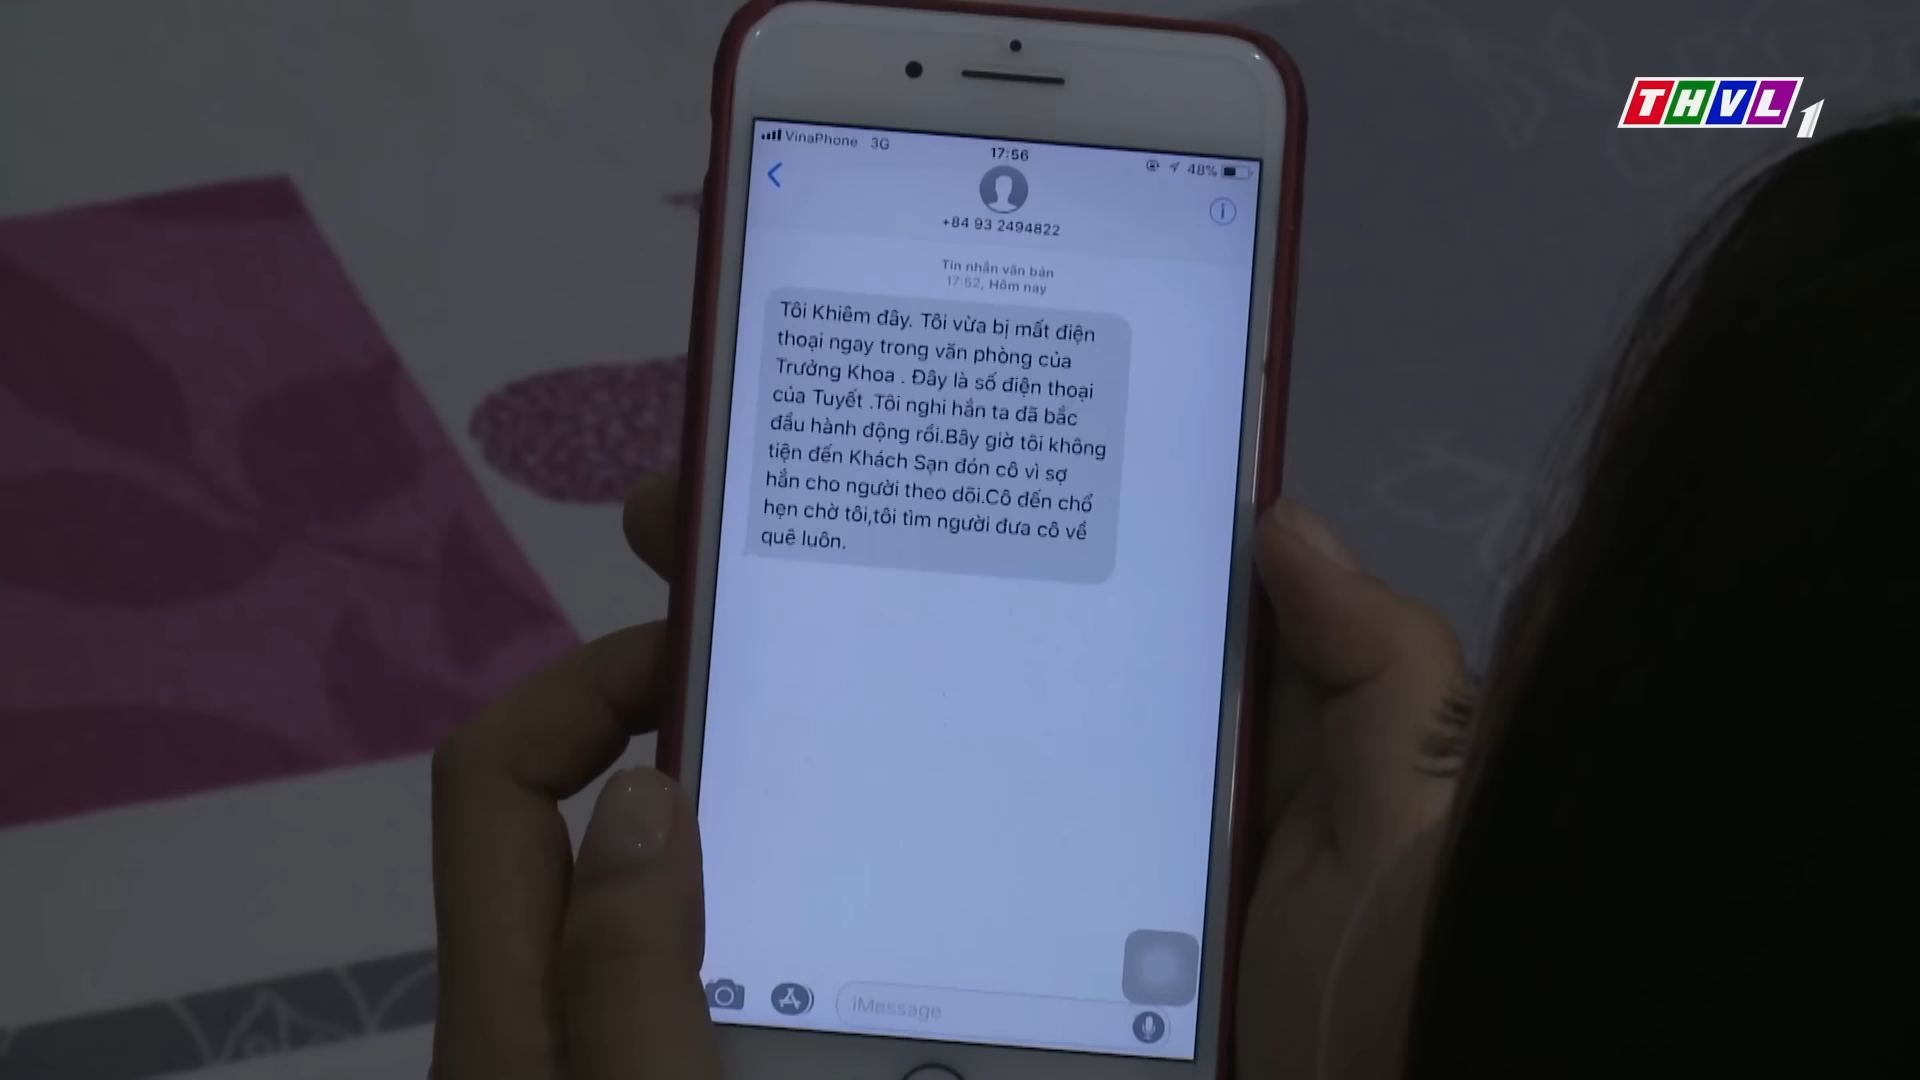 THVL1
VinaPhone 3G
17:56
48%
+84 93 2494822
Tin nhắn văn bản
17:52, Hôm nay
Tôi Khiêm đây. Tôi vừa bị mất điện
thoại ngay trong văn phòng của
Trưởng Khoa . Đây là số điện thoại
của Tuyết .Tôi nghi hắn ta đã bắc
đầu hành động rồi.Bây giờ tôi không
tiện đến Khách Sạn đón cô vì sợ
hắn cho người theo dõi.Cô đến chổ
hẹn chờ tôi,tôi tìm người đưa cô về
quê luôn.
iMessage